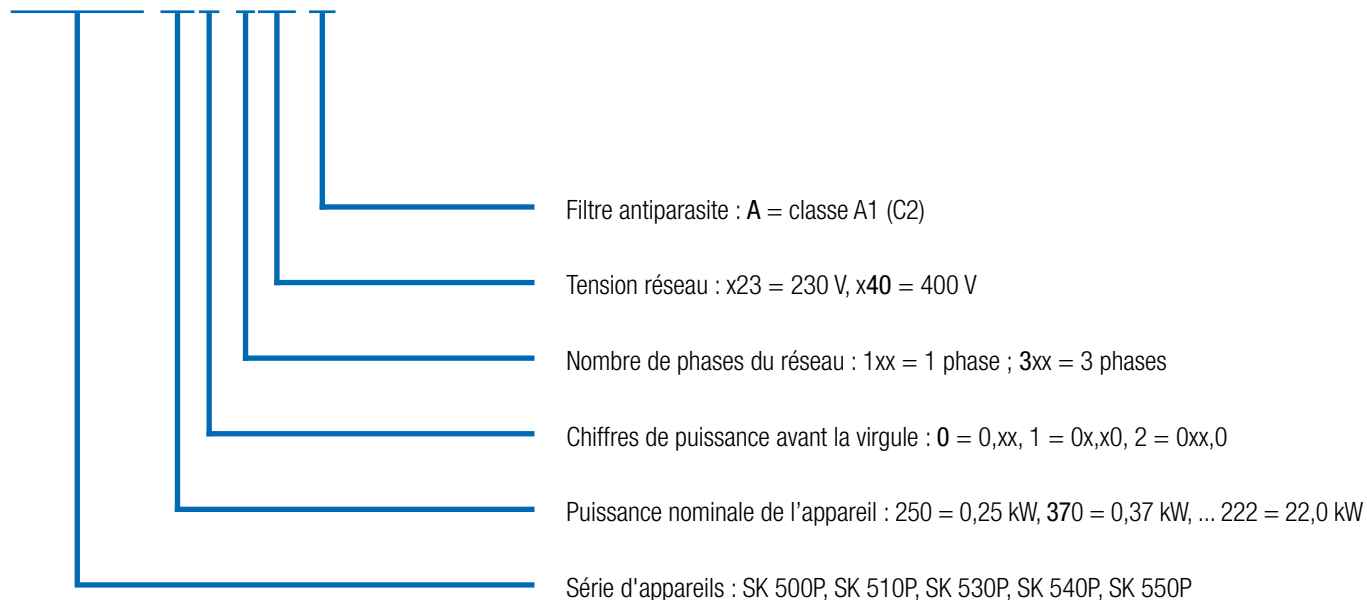 Filtre antiparasite : A = classe A1 (C2)
Tension réseau : x23 = 230 V, x40 = 400 V
Nombre de phases du réseau : 1xx = 1 phase ; 3xx = 3 phases
Chiffres de puissance avant la virgule : 0 = 0,xx, 1 = 0x,x0, 2 = 0xx,0
Puissance nominale de l’appareil : 250 = 0,25 kW, 370 = 0,37 kW, ... 222 = 22,0 kW
Série d'appareils : SK 500P, SK 510P, SK 530P, SK 540P, SK 550P